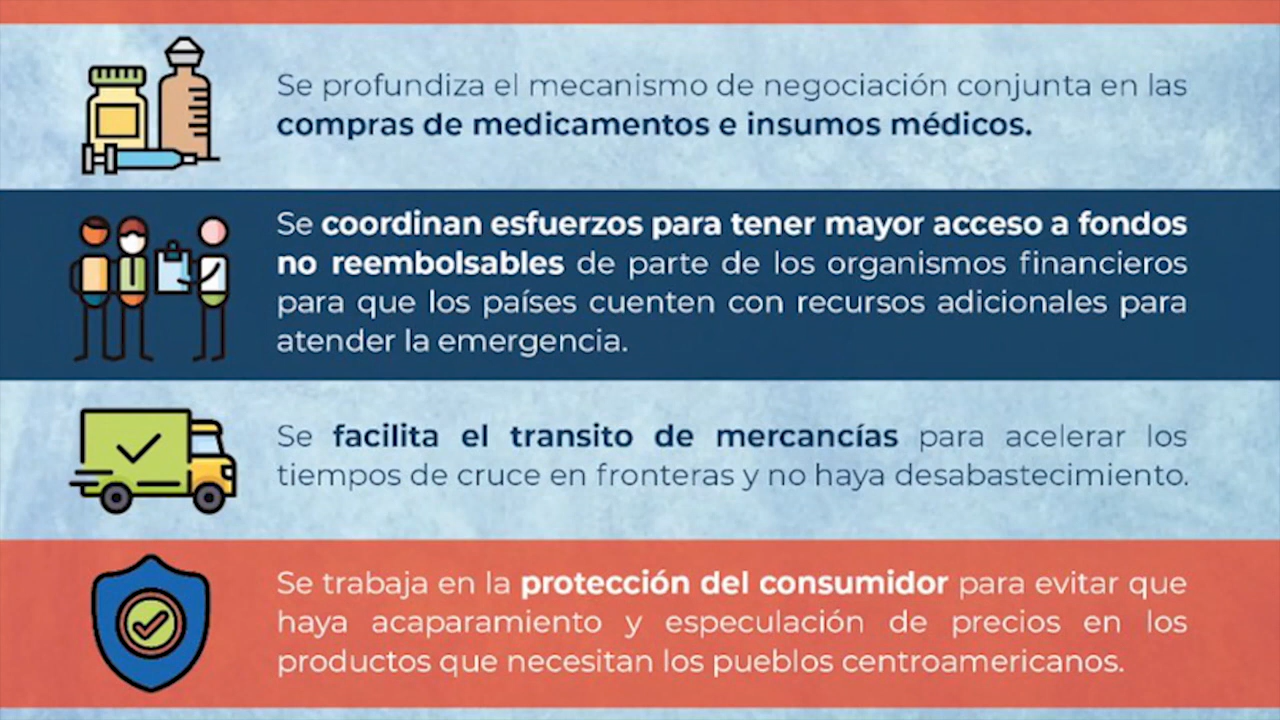 Se profundiza el mecanismo de negociación conjunta en las
compras de medicamentos e insumos médicos.
Se coordinan esfuerzos para tener mayor acceso a fondos
no reembolsables de parte de los organismos financieros
para que los países cuenten con recursos adicionales para
atender la emergencia.
Se facilita el transito de mercancías para acelerar los
tiempos de cruce en fronteras y no haya desabastecimiento.
Se trabaja en la protección del consumidor para evitar que
haya acaparamiento y especulación de precios en los
productos que necesitan los pueblos centroamericanos.